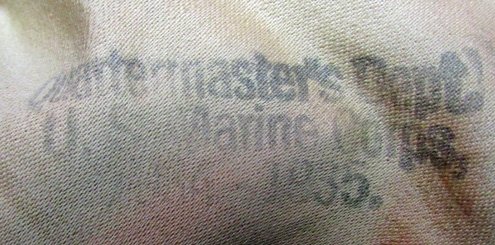 Quartermaster's Dept.
U. S. Marine Corps,
1935.